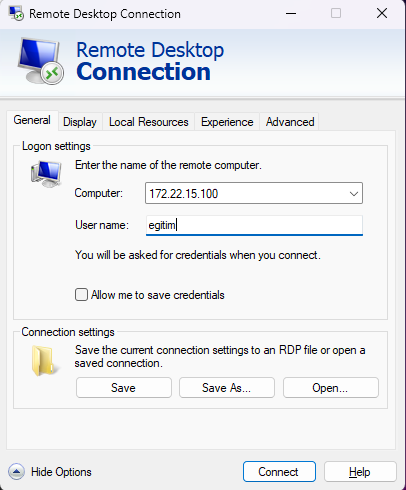 Remote Desktop Connection
Remote Desktop
Connection
General Display Local Resources Experience Advanced
Logon settings
Enter the name of the remote computer.
Computer: 172.22.15.100
User name: egitim
You will be asked for credentials when you connect.
Allow me to save credentials
Connection settings
Save the current connection settings to an RDP file or open a
saved connection.
Save Save As... Open...
Hide Options Connect Help